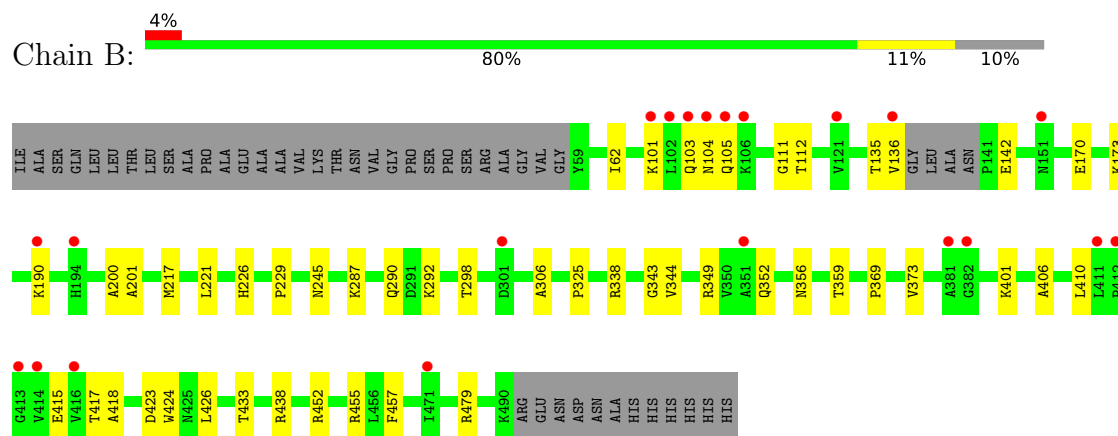 4%
Chain B:
80% 11% 10%
ILE ALA SER GLN LEU LEU THR LEU SER ALA PRO ALA GLU ALA ALA VAL LYS THR ASN VAL GLY PRO SER PRO SER ARG ALA GLY VAL GLY Y59 I62 K101 L102 Q103 N104 Q105 K106 G111 T112 V121 T135 V136 GLY LEU ALA ASN P141 E142 N151 E170 K173
K190 H194 A200 A201 M217 L221 H226 P229 N245 K287 Q290 D291 K292 T298 D301 A306 P325 R338 G343 V344 R349 V350 A351 Q352 N356 T359 P369 V373 A381 G382 K401 A406 L410 L411 P412
G413 V414 E415 V416 T417 A418 D423 W424 N425 L426 T433 R438 R452 R455 L456 F457 I471 R479 K490 ARG GLU ASN ASP ASN ALA HIS HIS HIS HIS HIS HIS